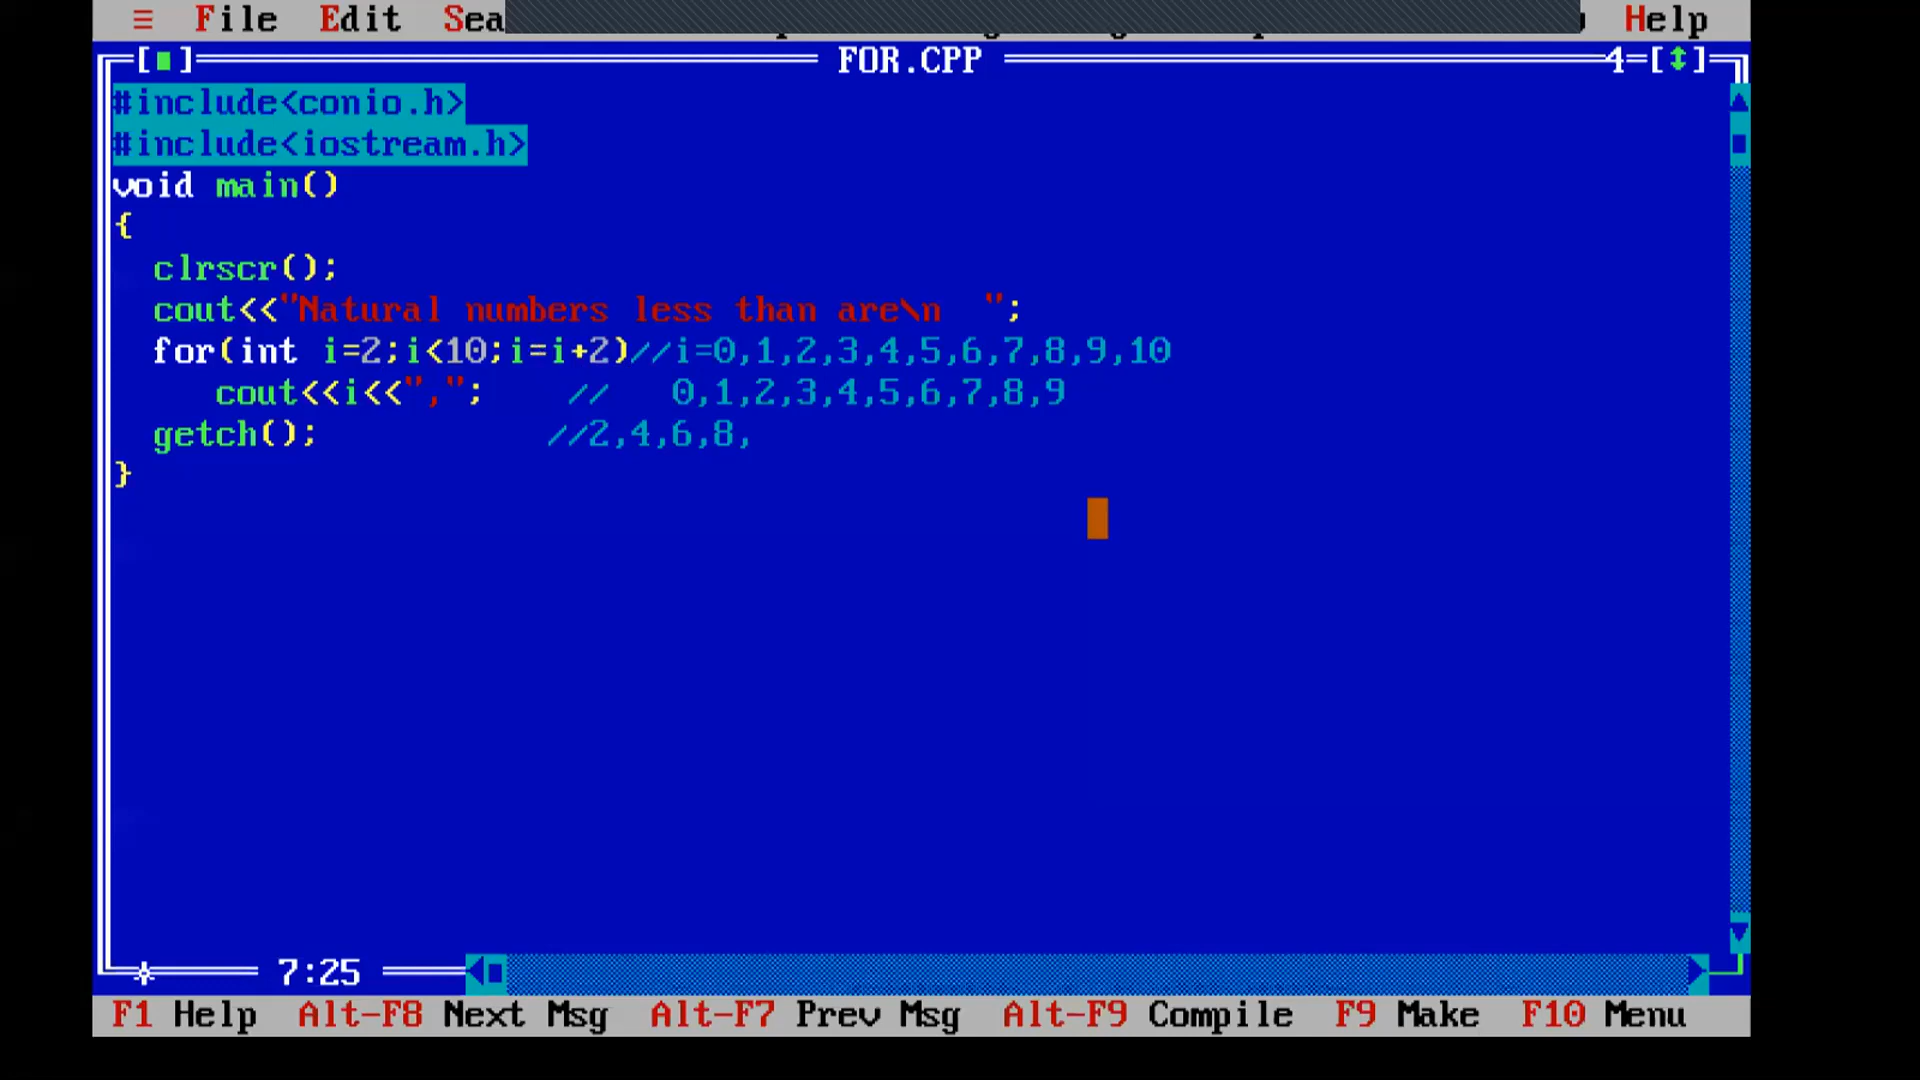 ≡ File Edit Sea Help
[■] FOR.CPP 4=[↕]
#include<conio.h>
#include<iostream.h>
void main()
{
  clrscr();
  cout<<"Natural numbers less than are\n  ";
  for(int i=2;i<10;i=i+2)//i=0,1,2,3,4,5,6,7,8,9,10
     cout<<i<<",";    //   0,1,2,3,4,5,6,7,8,9
  getch();           //2,4,6,8,
}
7:25
F1 Help Alt-F8 Next Msg Alt-F7 Prev Msg Alt-F9 Compile F9 Make F10 Menu